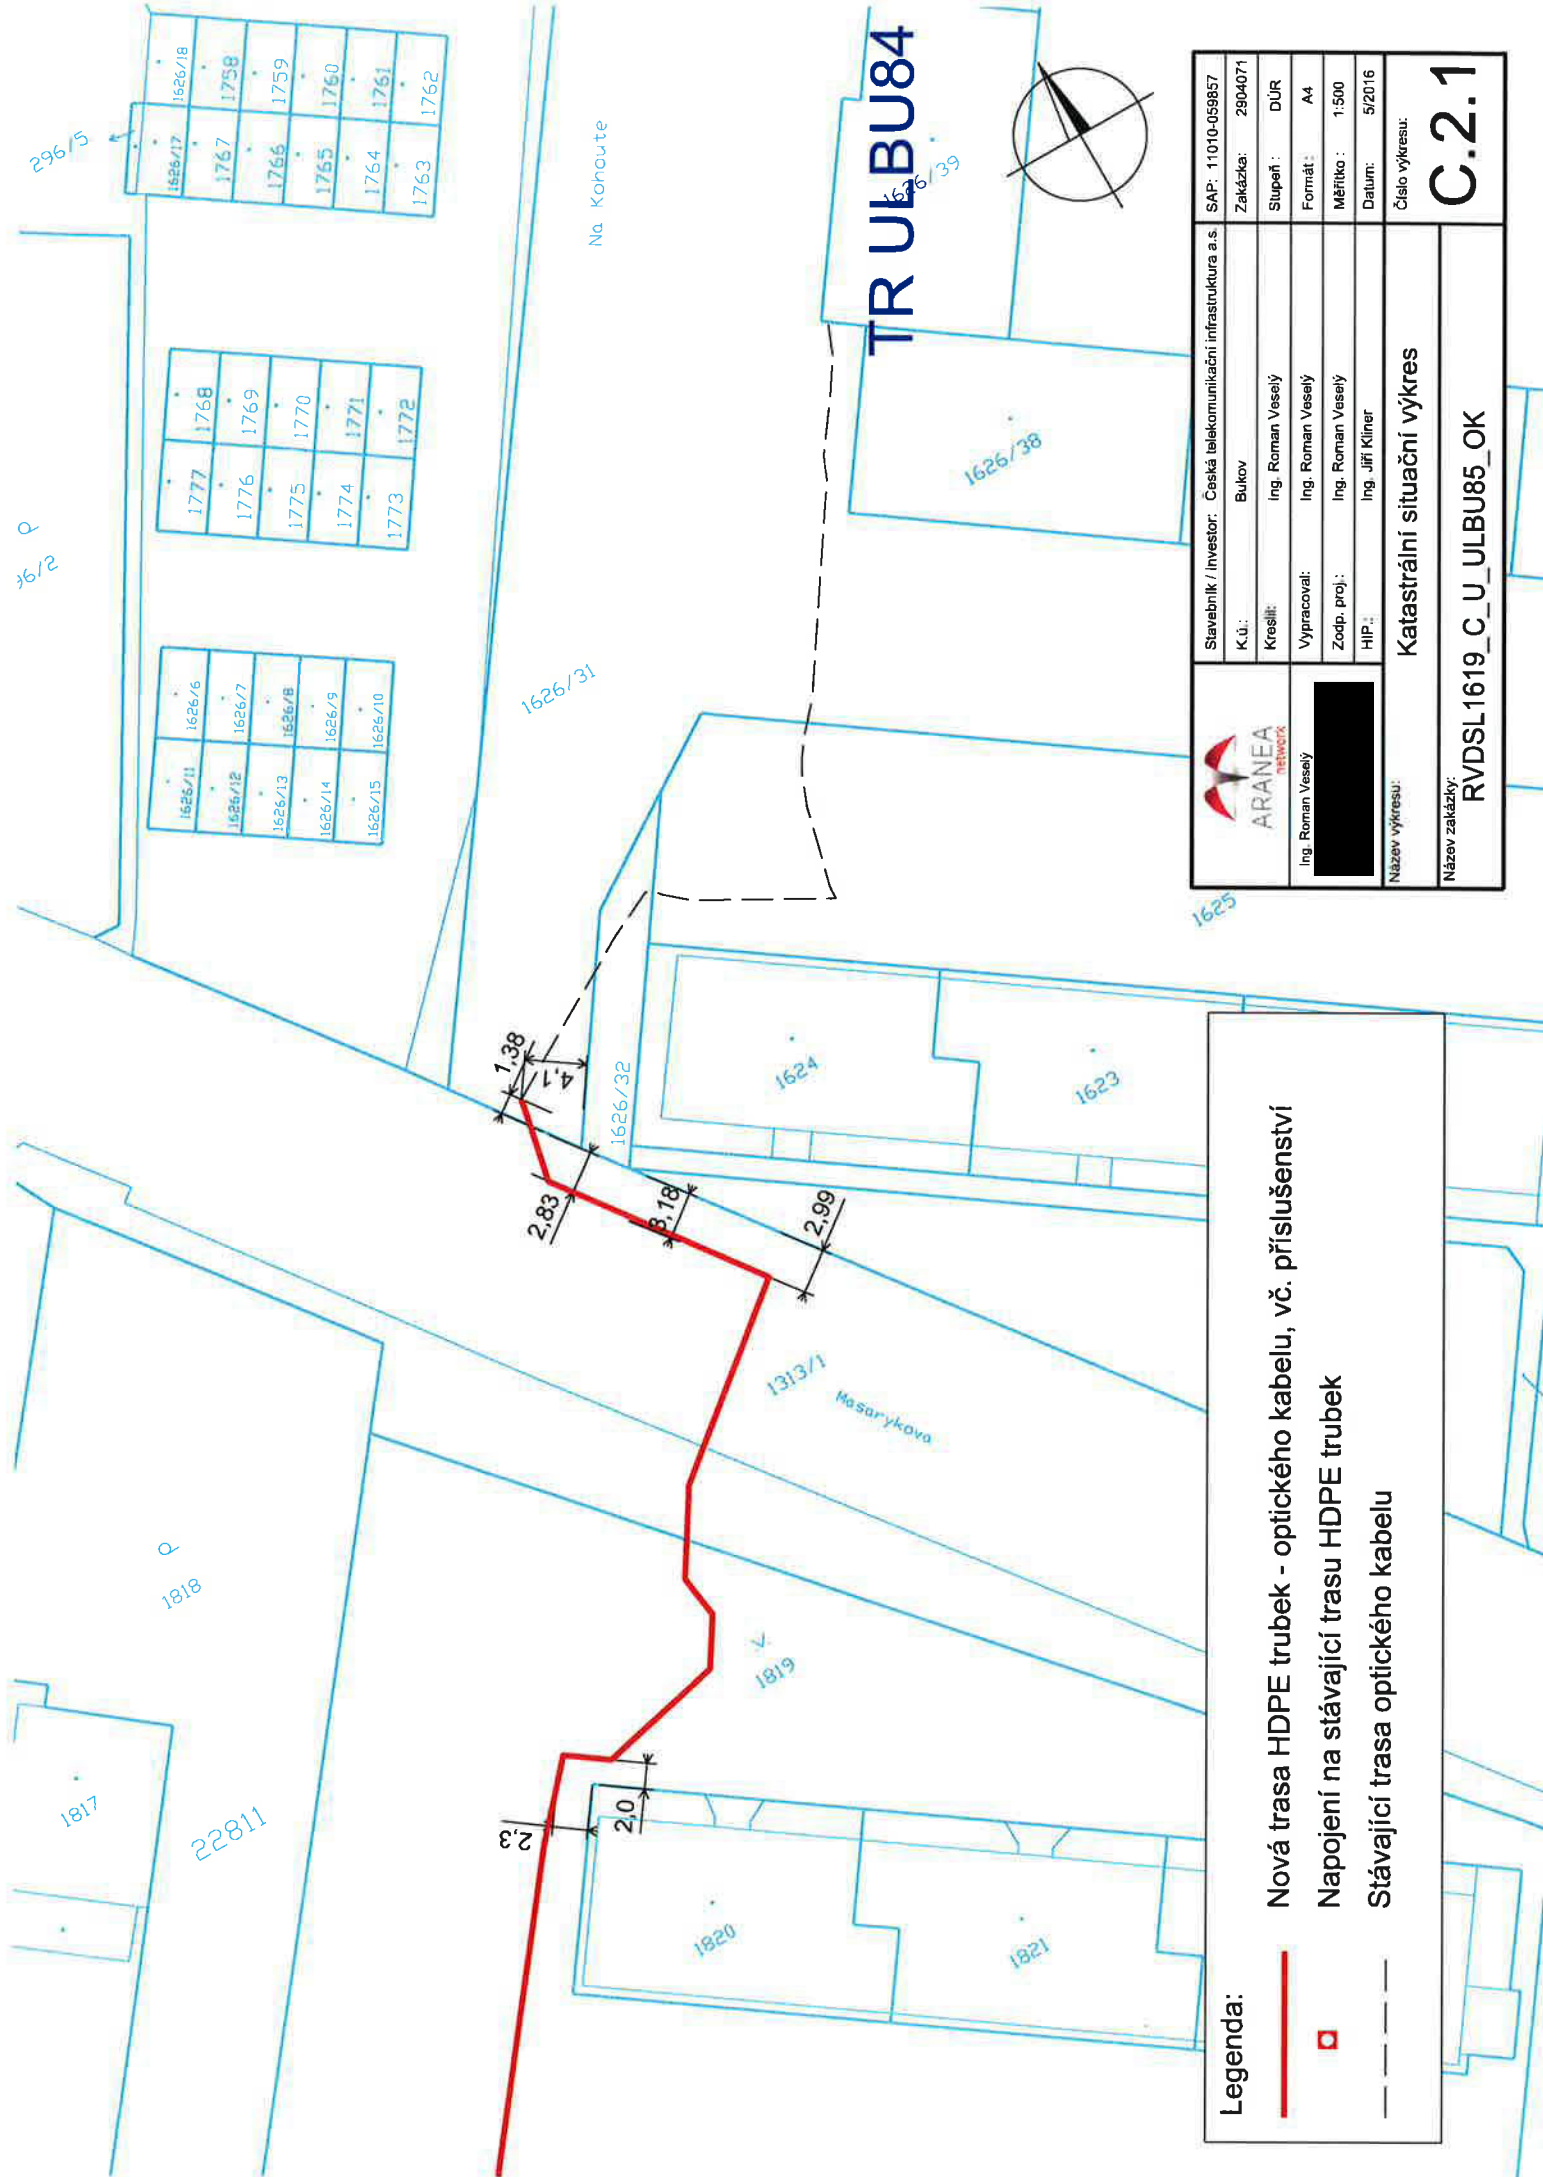 296/5
1626/18
1758
1759
1760
1761
1762
1626/17
1767
1766
1765
1764
1763
Na Kohoute
TR ULBU84
1626/39
96/2
1768
1769
1770
1771
1772
1777
1776
1775
1774
1773
1626/38
1626/6
1626/7
1626/8
1626/9
1626/10
1626/11
1626/12
1626/13
1626/14
1626/15
1626/31
1,38
4,1
1626/32
1624
1623
1625
2,83
3,18
2,99
1313/1
Masarykova
1818
1819
1817
22811
2,3
2,0
1820
1821
ARANEA
network
Ing. Roman Veselý
Stavebník / Investor: Česká telekomunikační infrastruktura a.s.
SAP: 11010-059857
K.ú.: Bukov
Zakázka: 2904071
Kreslil: Ing. Roman Veselý
Stupeň : DÚR
Vypracoval: Ing. Roman Veselý
Formát : A4
Zodp. proj.: Ing. Roman Veselý
Měřítko : 1:500
HIP.: Ing. Jiří Kliner
Datum: 5/2016
Název výkresu:
Katastrální situační výkres
Číslo výkresu:
C.2.1
Název zakázky:
RVDSL1619_C_U_ULBU85_OK
Legenda:
Nová trasa HDPE trubek - optického kabelu, vč. příslušenství
Napojení na stávající trasu HDPE trubek
Stávající trasa optického kabelu